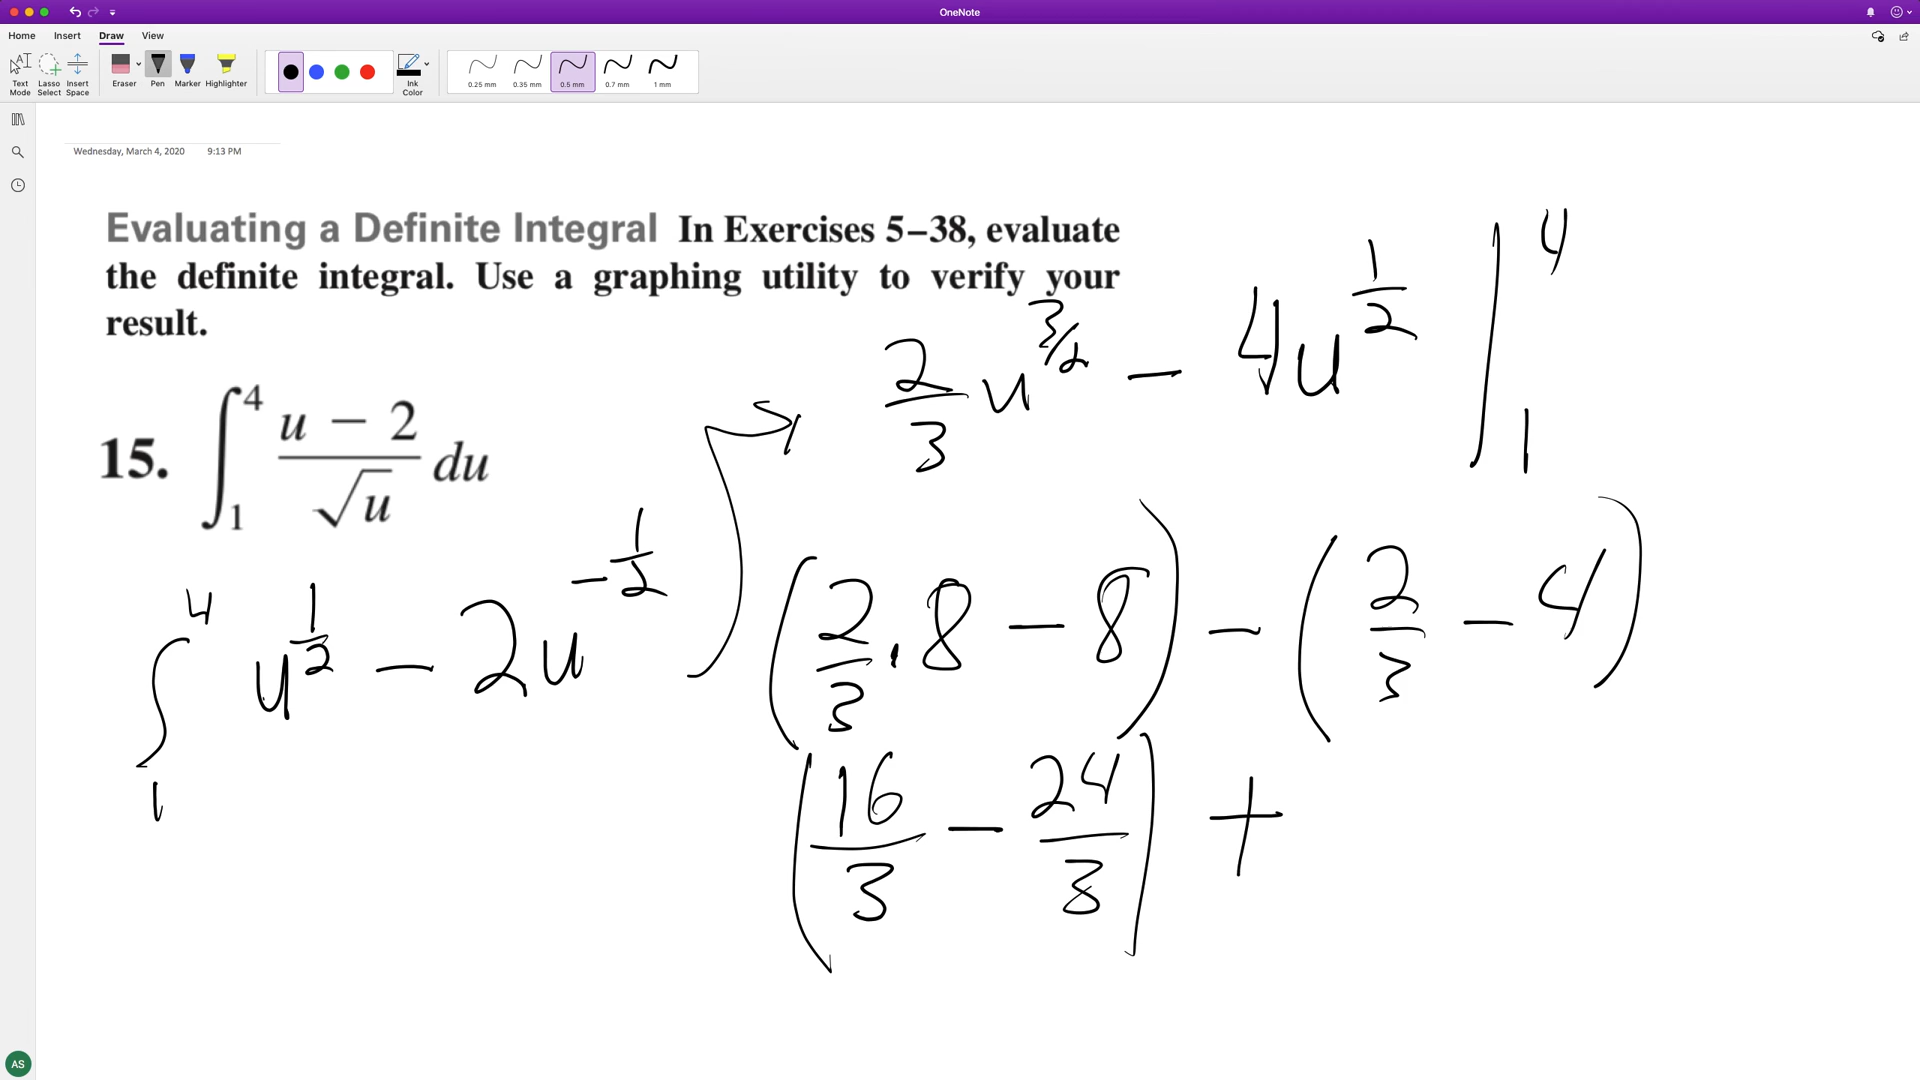 OneNote
Home Insert Draw View
Text Mode Lasso Select Insert Space Eraser Pen Marker Highlighter Ink Color 0.25 mm 0.35 mm 0.5 mm 0.7 mm 1 mm
Wednesday, March 4, 2020 9:13 PM
Evaluating a Definite Integral In Exercises 5–38, evaluate
the definite integral. Use a graphing utility to verify your
result.
15. ∫₁⁴ (u − 2)/√u du
∫₁⁴ u^(1/2) − 2u^(−1/2)
2/3 u^(3/2) − 4u^(1/2) |₁⁴
(2/3 · 8 − 8) − (2/3 − 4)
(16/3 − 24/3) +
AS